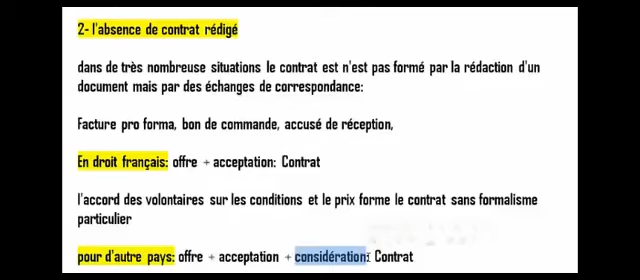 2- l'absence de contrat rédigé
dans de très nombreuse situations le contrat est n'est pas formé par la rédaction d'un
document mais par des échanges de correspondance:
Facture pro forma, bon de commande, accusé de réception,
En droit français: offre + acceptation: Contrat
l'accord des volontaires sur les conditions et le prix forme le contrat sans formalisme
particulier
pour d'autre pays: offre + acceptation + considération: Contrat